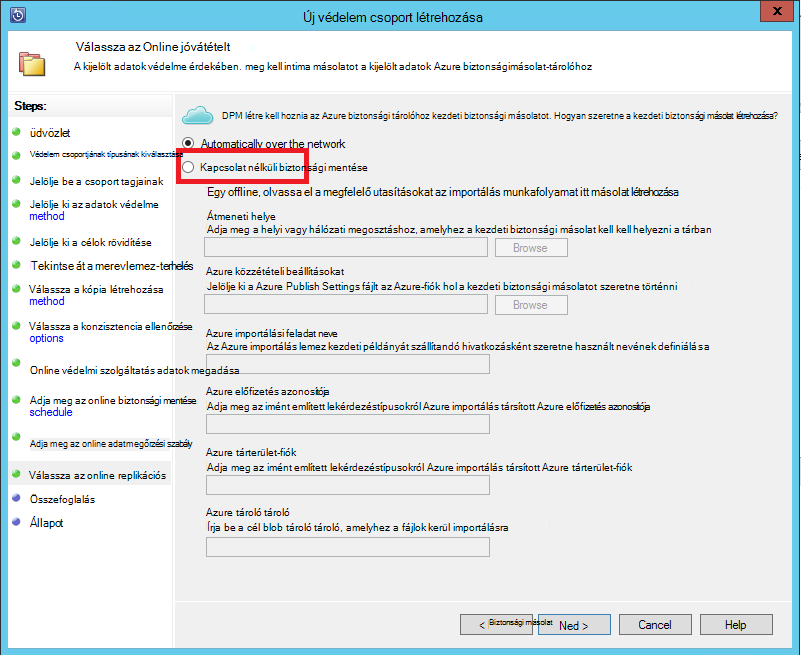 Új védelem csoport létrehozása
x
Válassza az Online jóvátételt
A kijelölt adatok védelme érdekében. meg kell intima másolatot a kijelölt adatok Azure biztonságimásolat-tárolóhoz
Steps:
üdvözlet
Védelem csoportjának típusának kiválasztása
Jelölje be a csoport tagjainak
Jelölje ki az adatok védelme
method
Jelölje ki a célok rövidítése
Tekintse át a merevlemez-terhelés
Válassza a kópia létrehozása
method
Válassza a konzisztencia ellenőrzése
options
Online védelmi szolgáltatás adatok megadása
Adja meg az online biztonsági mentése
schedule
Adja meg az online adatmegőrzési szabály
Válassza az online replikációs
Összefoglalás
Állapot
DPM létre kell hoznia az Azure biztonsági tárolóhoz kezdeti biztonsági másolatot. Hogyan szeretne a kezdeti biztonsági másolat létrehozása?
Automatically over the network
Kapcsolat nélküli biztonsági mentése
Egy offline, olvassa el a megfelelő utasításokat az importálás munkafolyamat itt másolat létrehozása
Átmeneti helye
Adja meg a helyi vagy hálózati megosztáshoz, amelyhez a kezdeti biztonsági másolat kell kell helyezni a tárban
Browse
Azure közzétételi beállításokat
Jelölje ki a Azure Publish Settings fájlt az Azure-fiók hol a kezdeti biztonsági másolatot szeretne történni
Browse
Azure importálási feladat neve
Az Azure importálás lemez kezdeti példányát szállítandó hivatkozásként szeretne használt nevének definiálása
Azure előfizetés azonosítója
Adja meg az imént említett lekérdezéstípusokról Azure importálás társított Azure előfizetés azonosítója
Azure tárterület-fiók
Adja meg az imént említett lekérdezéstípusokról Azure importálás társított Azure tárterület-fiók
Azure tároló tároló
Írja be a cél blob tároló tároló, amelyhez a fájlok kerül importálásra
< Biztonsági másolat
Ned >
Cancel
Help